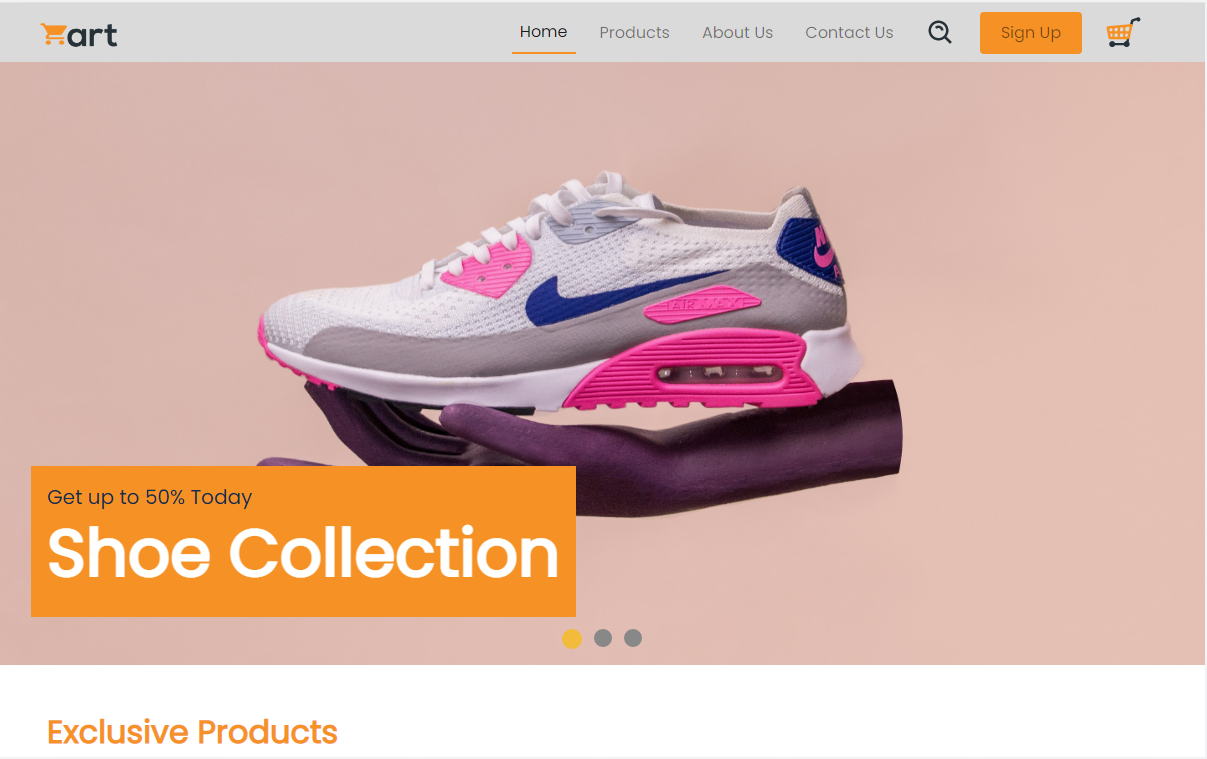 art
Home
Products
About Us
Contact Us
Sign Up
AIR MAX
Get up to 50% Today
Shoe Collection
Exclusive Products